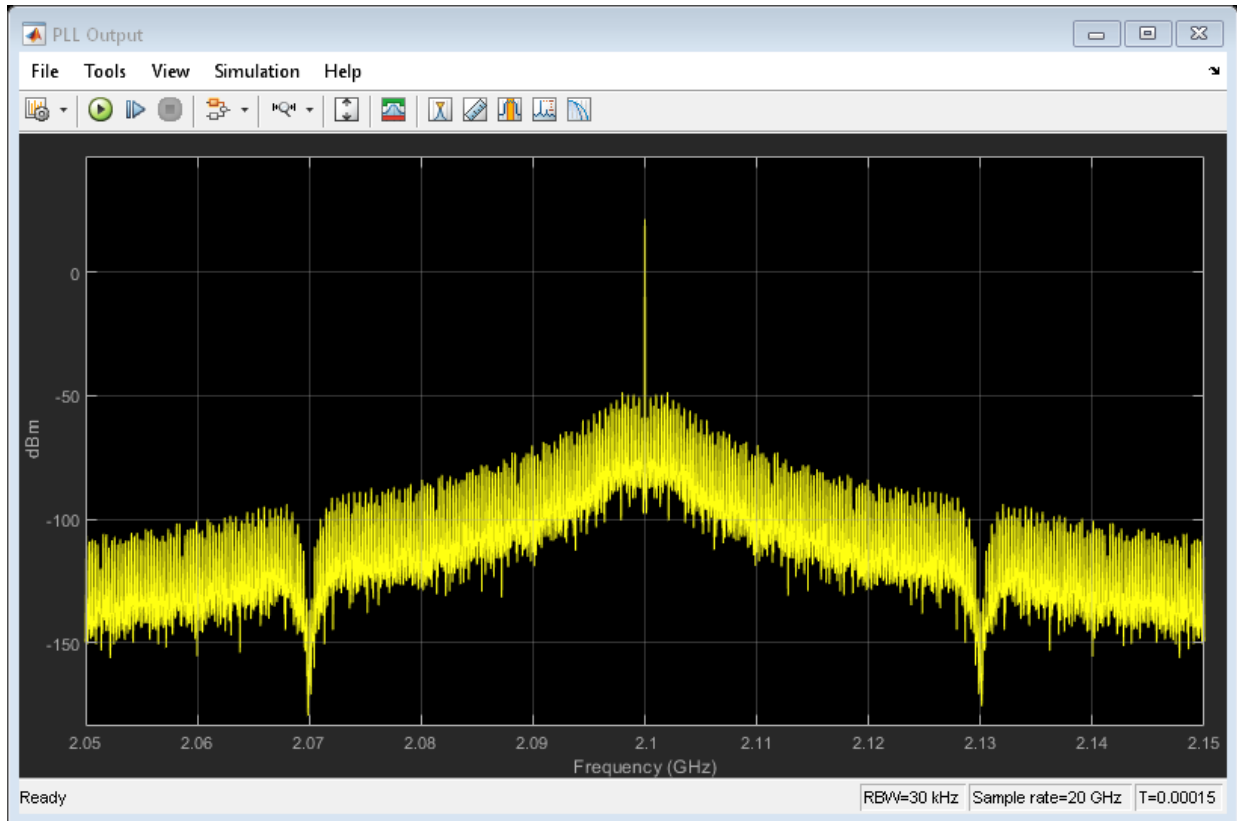 PLL Output
File Tools View Simulation Help
0
-50
-100
-150
dBm
2.05 2.06 2.07 2.08 2.09 2.1 2.11 2.12 2.13 2.14 2.15
Frequency (GHz)
Ready RBW=30 kHz Sample rate=20 GHz T=0.00015